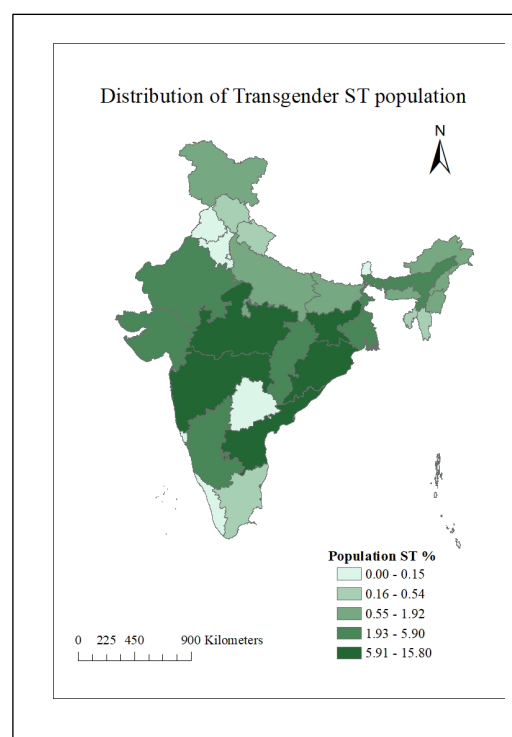 Distribution of Transgender ST population
N
Population ST %
0.00 - 0.15
0.16 - 0.54
0.55 - 1.92
1.93 - 5.90
5.91 - 15.80
0 225 450 900 Kilometers